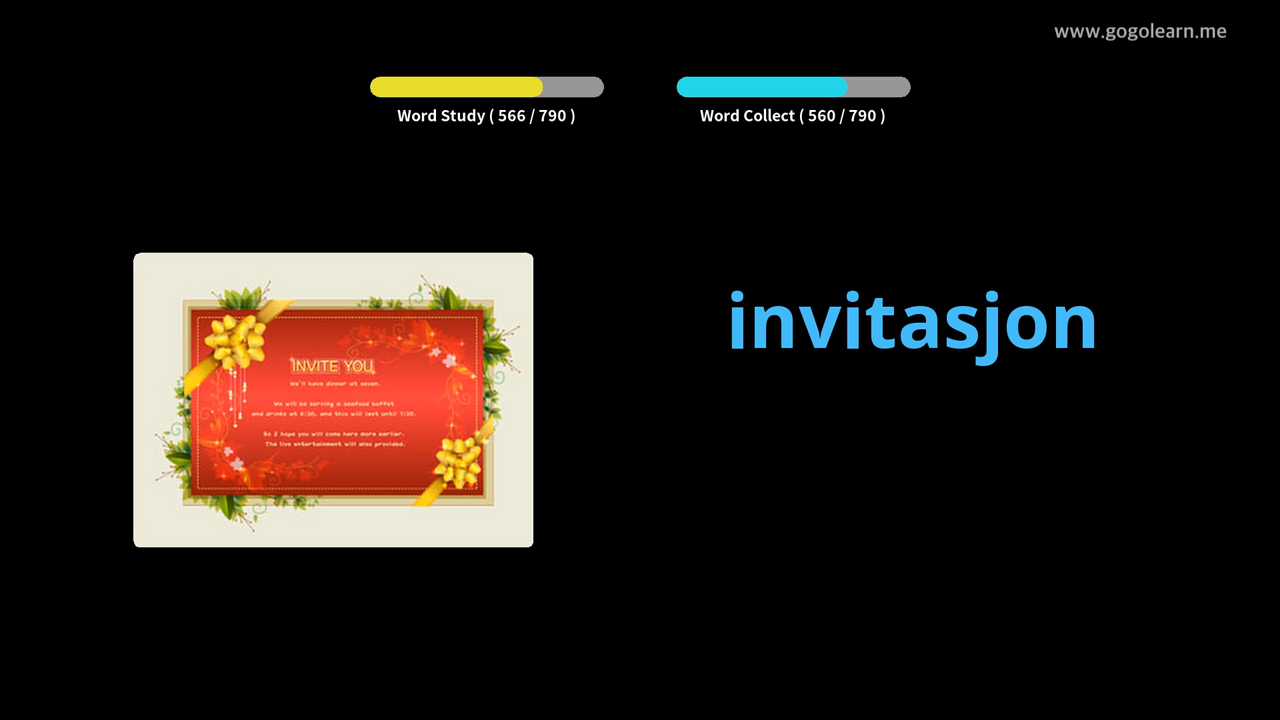 www.gogolearn.me
Word Study ( 566 / 790 )
Word Collect ( 560 / 790 )
invitasjon
INVITE YOU
We'll have dinner at seven.
We will be serving a seafood buffet
and drinks at 6:30, and this will last until 7:30.
So I hope you will come here more earlier.
The live entertainment will also provided.